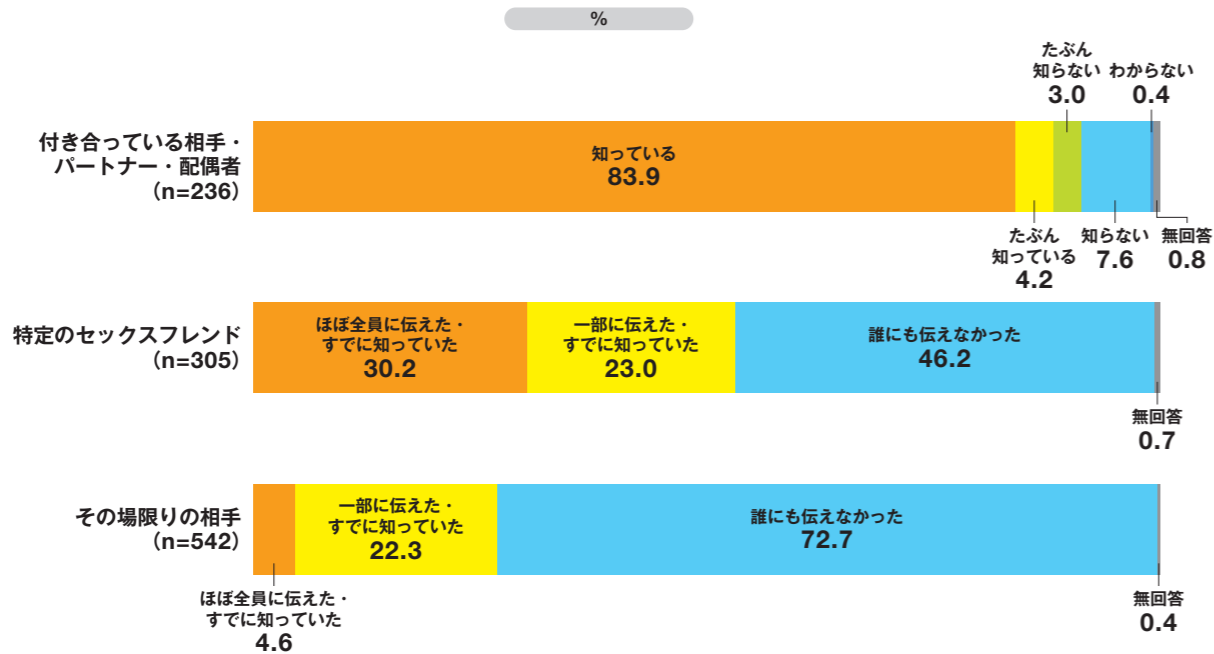 %
たぶん
知らない
3.0
わからない
0.4
付き合っている相手・
パートナー・配偶者
（n=236）
知っている
83.9
たぶん
知っている
4.2
知らない
7.6
無回答
0.8
特定のセックスフレンド
（n=305）
ほぼ全員に伝えた・
すでに知っていた
30.2
一部に伝えた・
すでに知っていた
23.0
誰にも伝えなかった
46.2
無回答
0.7
その場限りの相手
（n=542）
一部に伝えた・
すでに知っていた
22.3
誰にも伝えなかった
72.7
ほぼ全員に伝えた・
すでに知っていた
4.6
無回答
0.4